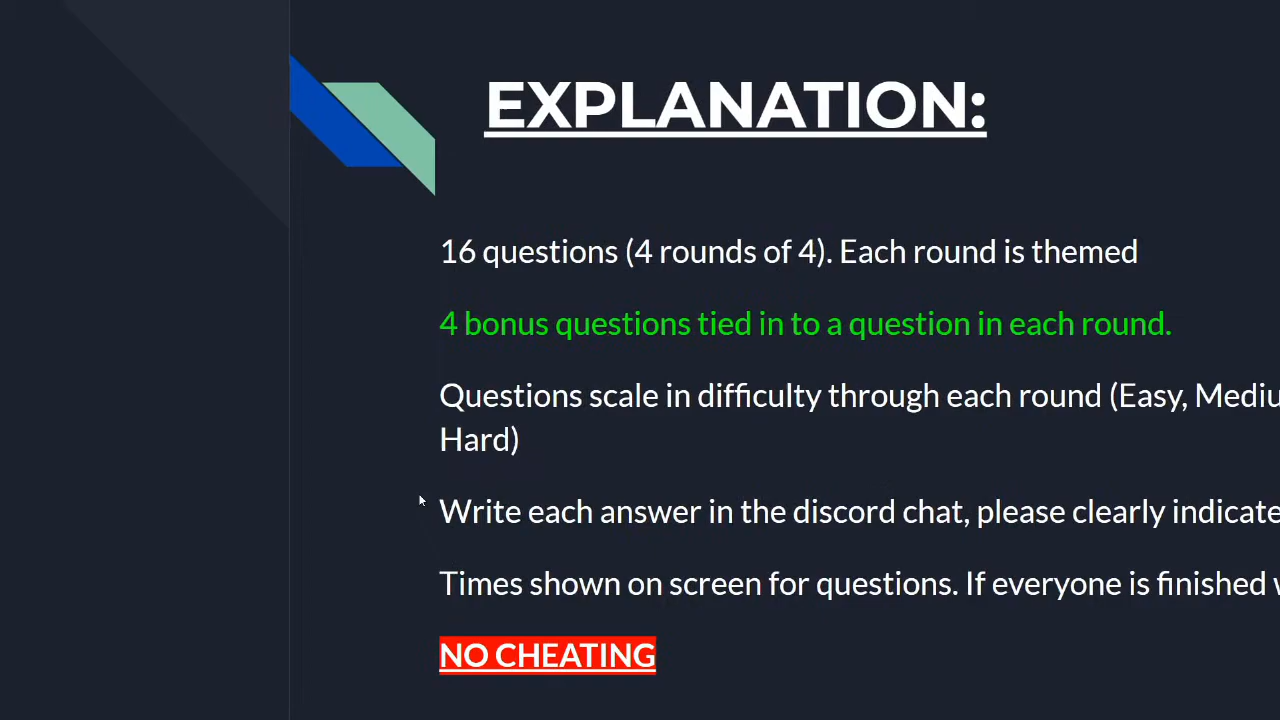 EXPLANATION:
16 questions (4 rounds of 4). Each round is themed
4 bonus questions tied in to a question in each round.
Questions scale in difficulty through each round (Easy,
Hard)
Write each answer in the discord chat, please clearly indicate
Times shown on screen for questions. If everyone is finished
NO CHEATING